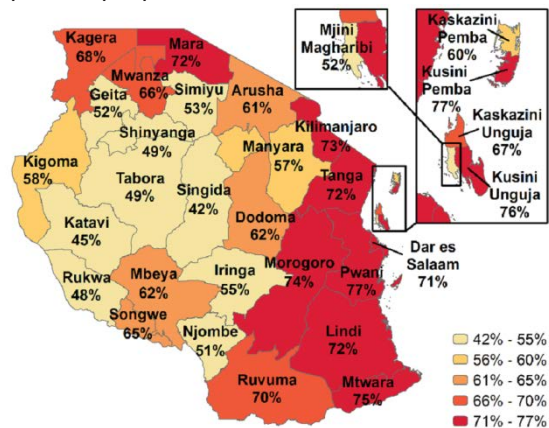 Kagera
68%
Mara
72%
Mwanza
66%
Geita
52%
Simiyu
53%
Arusha
61%
Mjini
Magharibi
52%
Kaskazini
Pemba
60%
Kusini
Pemba
77%
Kaskazini
Unguja
67%
Kusini
Unguja
76%
Shinyanga
49%
Kilimanjaro
73%
Manyara
57%
Kigoma
58%
Tabora
49%
Singida
42%
Tanga
72%
Dodoma
62%
Katavi
45%
Dar es
Salaam
71%
Rukwa
48%
Mbeya
62%
Iringa
55%
Morogoro
74%
Pwani
77%
Songwe
65%
Njombe
51%
Lindi
72%
Ruvuma
70%
Mtwara
75%
42% - 55%
56% - 60%
61% - 65%
66% - 70%
71% - 77%